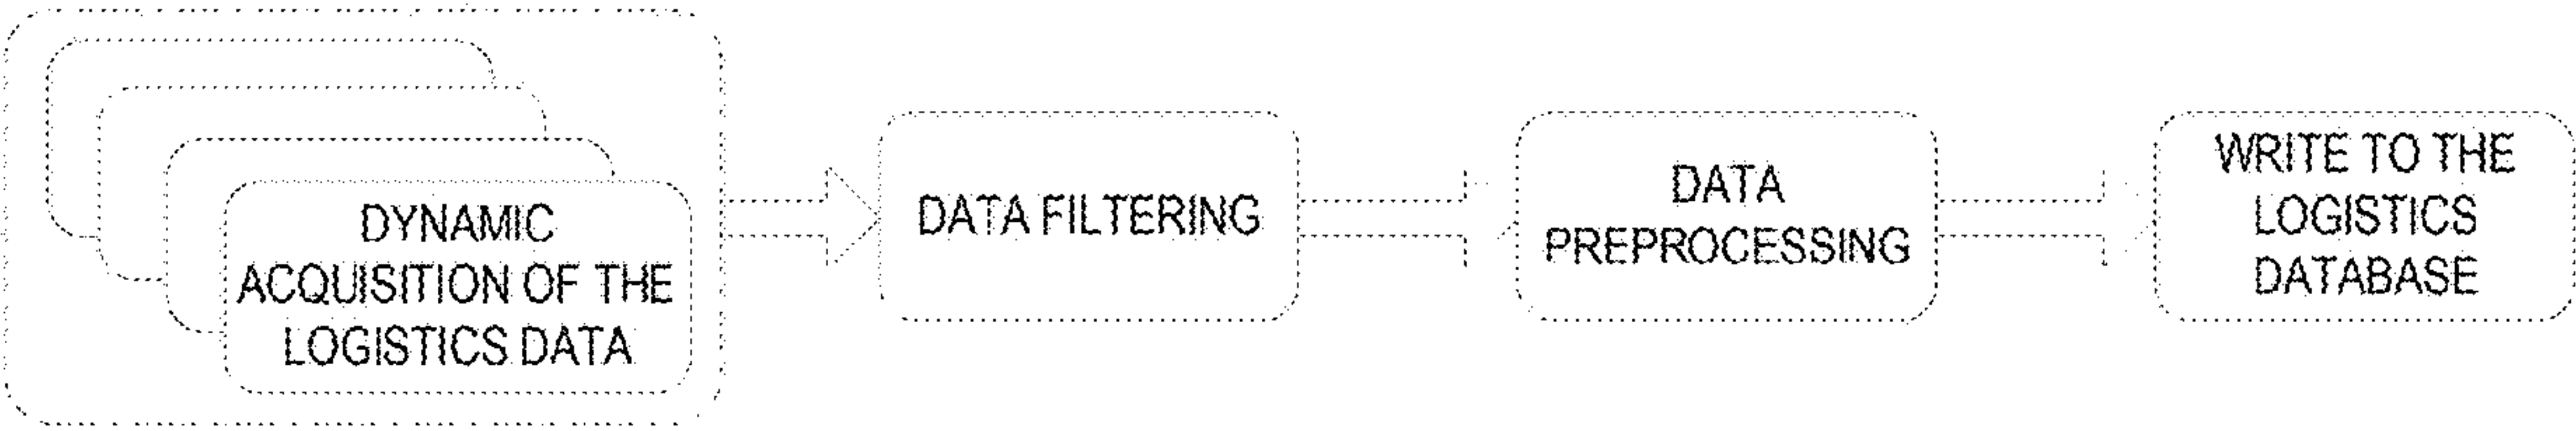 DYNAMIC
ACQUISITION OF THE
LOGISTICS DATA
DATA FILTERING
DATA
PREPROCESSING
WRITE TO THE
LOGISTICS
DATABASE